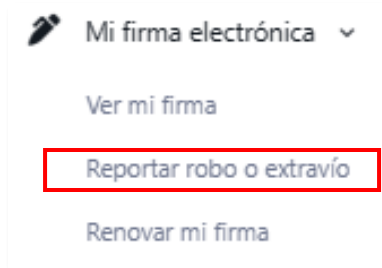 Mi firma electrónica
Ver mi firma
Reportar robo o extravío
Renovar mi firma